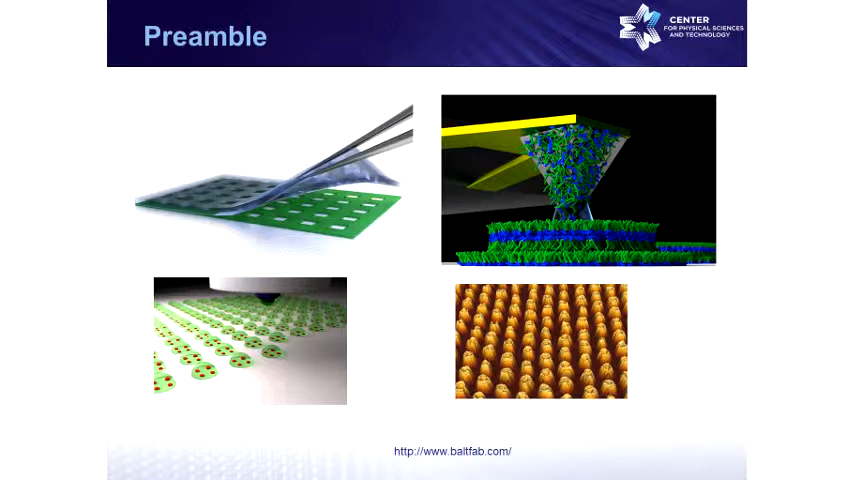 Preamble
CENTER
FOR PHYSICAL SCIENCES
AND TECHNOLOGY
http://www.baltfab.com/